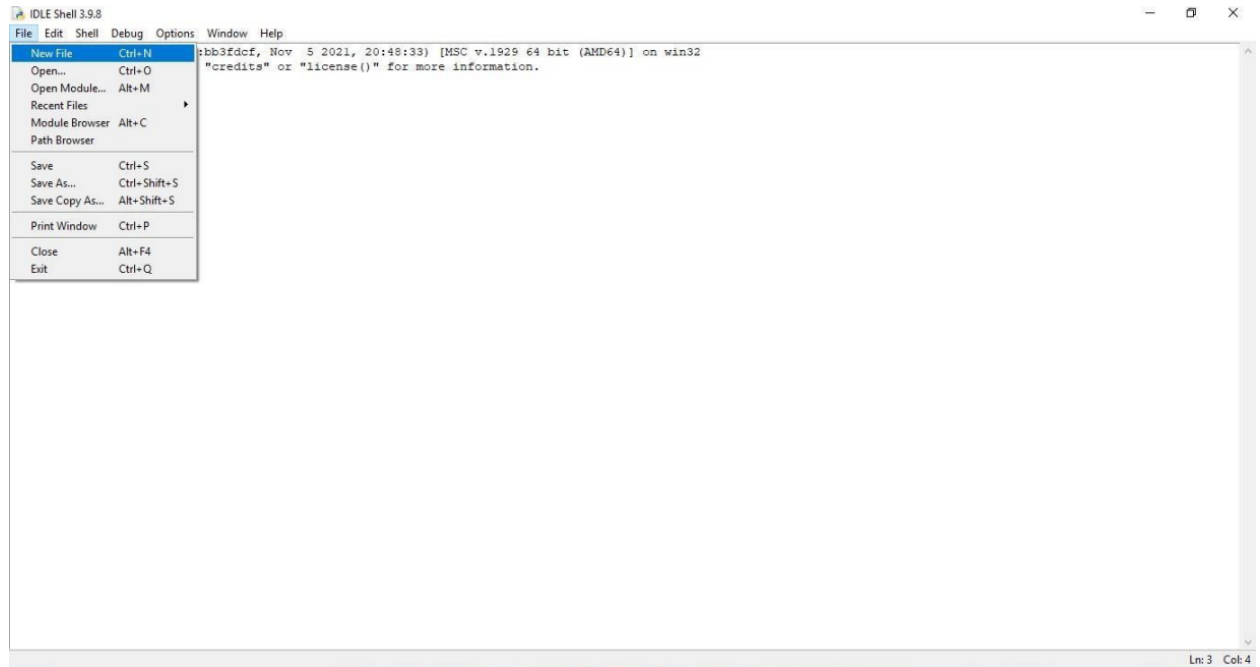 IDLE Shell 3.9.8
File Edit Shell Debug Options Window Help
New File Ctrl+N
:bb3fdcf, Nov  5 2021, 20:48:33) [MSC v.1929 64 bit (AMD64)] on win32
Open... Ctrl+O
"credits" or "license()" for more information.
Open Module... Alt+M
Recent Files
Module Browser Alt+C
Path Browser
Save Ctrl+S
Save As... Ctrl+Shift+S
Save Copy As... Alt+Shift+S
Print Window Ctrl+P
Close Alt+F4
Exit Ctrl+Q
Ln: 3 Col: 4